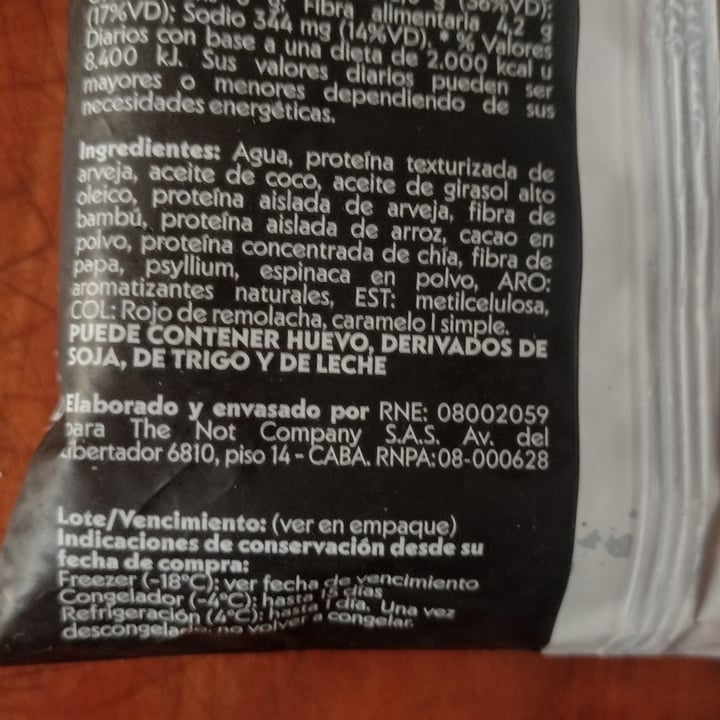 g; Fibra alimentaria 4,2 g (36%VD);
(17%VD); Sodio 344 mg (14%VD). * % Valores
Diarios con base a una dieta de 2.000 kcal u
8.400 kJ. Sus valores diarios pueden ser
mayores o menores dependiendo de sus
necesidades energéticas.
Ingredientes: Agua, proteína texturizada de
arveja, aceite de coco, aceite de girasol alto
oleico, proteína aislada de arveja, fibra de
bambú, proteína aislada de arroz, cacao en
polvo, proteína concentrada de chía, fibra de
papa, psyllium, espinaca en polvo, ARO:
aromatizantes naturales, EST: metilcelulosa,
COL: Rojo de remolacha, caramelo I simple.
PUEDE CONTENER HUEVO, DERIVADOS DE
SOJA, DE TRIGO Y DE LECHE
Elaborado y envasado por RNE: 08002059
para The Not Company S.A.S. Av. del
Libertador 6810, piso 14 - CABA. RNPA:08-000628
Lote/Vencimiento: (ver en empaque)
Indicaciones de conservación desde su
fecha de compra:
Freezer (-18°C): ver fecha de vencimiento
Congelador (-4°C): hasta 15 días
Refrigeración (4°C): hasta 1 día. Una vez
descongelado, no volver a congelar.